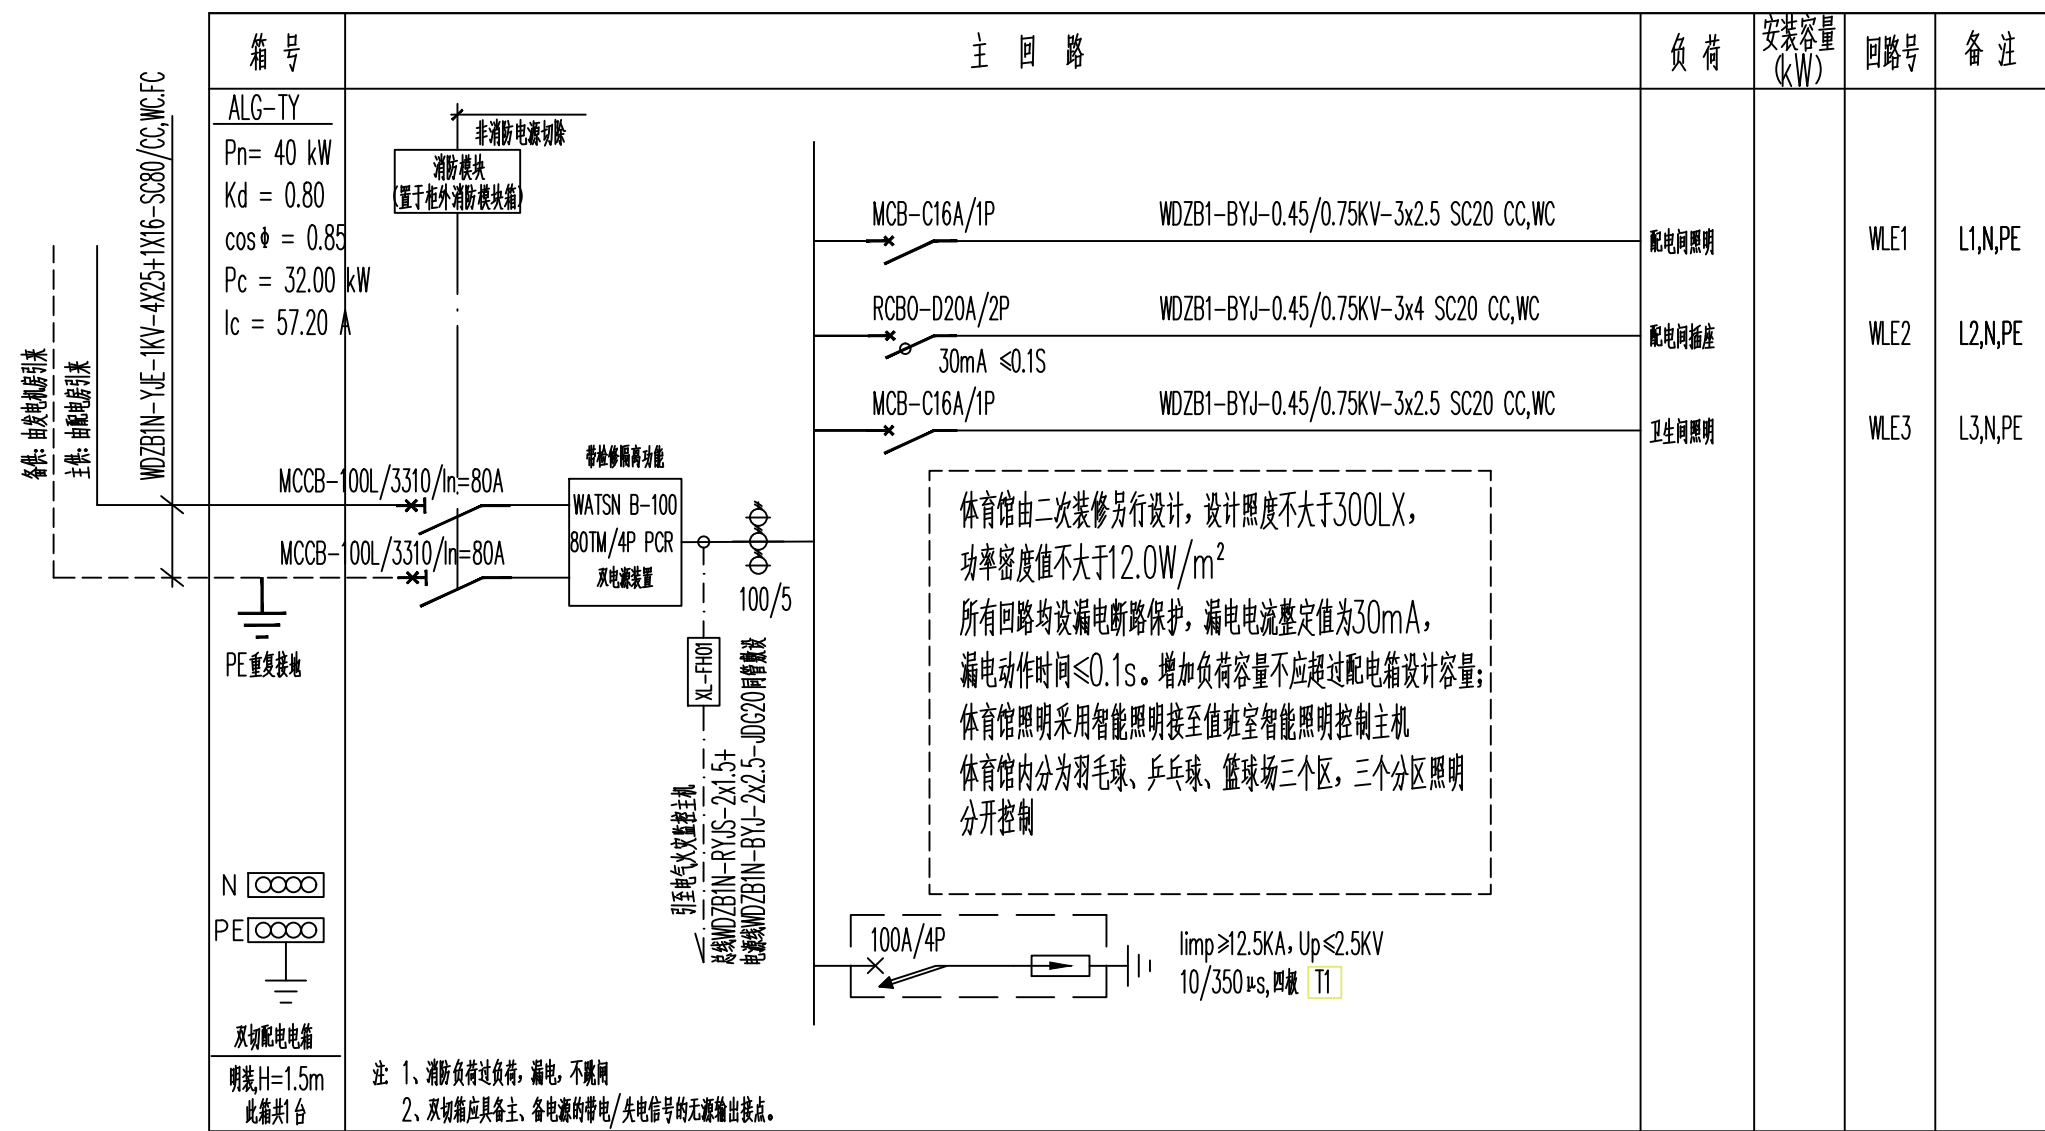 箱 号
主 回 路
负 荷
安装容量
(kW)
回路号
备 注
备供: 由发电机房引来
主供: 由配电房引来
WDZB1N-YJE-1KV-4X25+1X16-SC80/CC,WC.FC
ALG-TY
Pn= 40 kW
Kd = 0.80
cosΦ = 0.85
Pc = 32.00 kW
Ic = 57.20 A
非消防电源切除
消防模块
(置于柜外消防模块箱)
MCCB-100L/3310/In=80A
MCCB-100L/3310/In=80A
PE重复接地
带检修隔离功能
WATSN B-100
80TM/4P PCR
双电源装置
100/5
XL-FH01
引至电气火灾监控主机
总线WDZB1N-RYJS-2x1.5+
电源线WDZB1N-BYJ-2x2.5-JDG20同管敷设
MCB-C16A/1P
WDZB1-BYJ-0.45/0.75KV-3x2.5 SC20 CC,WC
配电间照明
WLE1
L1,N,PE
RCBO-D20A/2P
30mA ≤0.1S
WDZB1-BYJ-0.45/0.75KV-3x4 SC20 CC,WC
配电间插座
WLE2
L2,N,PE
MCB-C16A/1P
WDZB1-BYJ-0.45/0.75KV-3x2.5 SC20 CC,WC
卫生间照明
WLE3
L3,N,PE
体育馆由二次装修另行设计，设计照度不大于300LX，
功率密度值不大于12.0W/m²
所有回路均设漏电断路保护，漏电电流整定值为30mA，
漏电动作时间≤0.1s。增加负荷容量不应超过配电箱设计容量；
体育馆照明采用智能照明接至值班室智能照明控制主机
体育馆内分为羽毛球、乒乓球、篮球场三个区，三个分区照明
分开控制
100A/4P
Iimp≥12.5KA，Up≤2.5KV
10/350μs,四极 T1
N
PE
双切配电电箱
明装,H=1.5m
此箱共1台
注: 1、消防负荷过负荷，漏电，不跳闸
2、双切箱应具备主、备电源的带电/失电信号的无源输出接点。